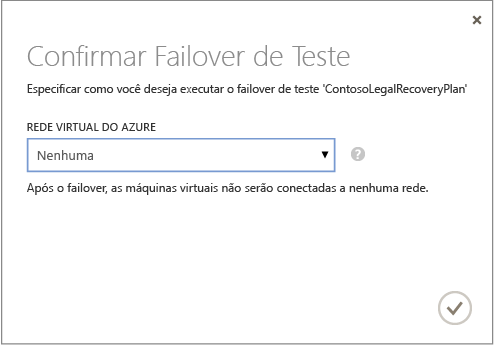 Confirmar Failover de Teste
Especificar como você deseja executar o failover de teste 'ContosoLegalRecoveryPlan'
REDE VIRTUAL DO AZURE
Nenhuma
Após o failover, as máquinas virtuais não serão conectadas a nenhuma rede.